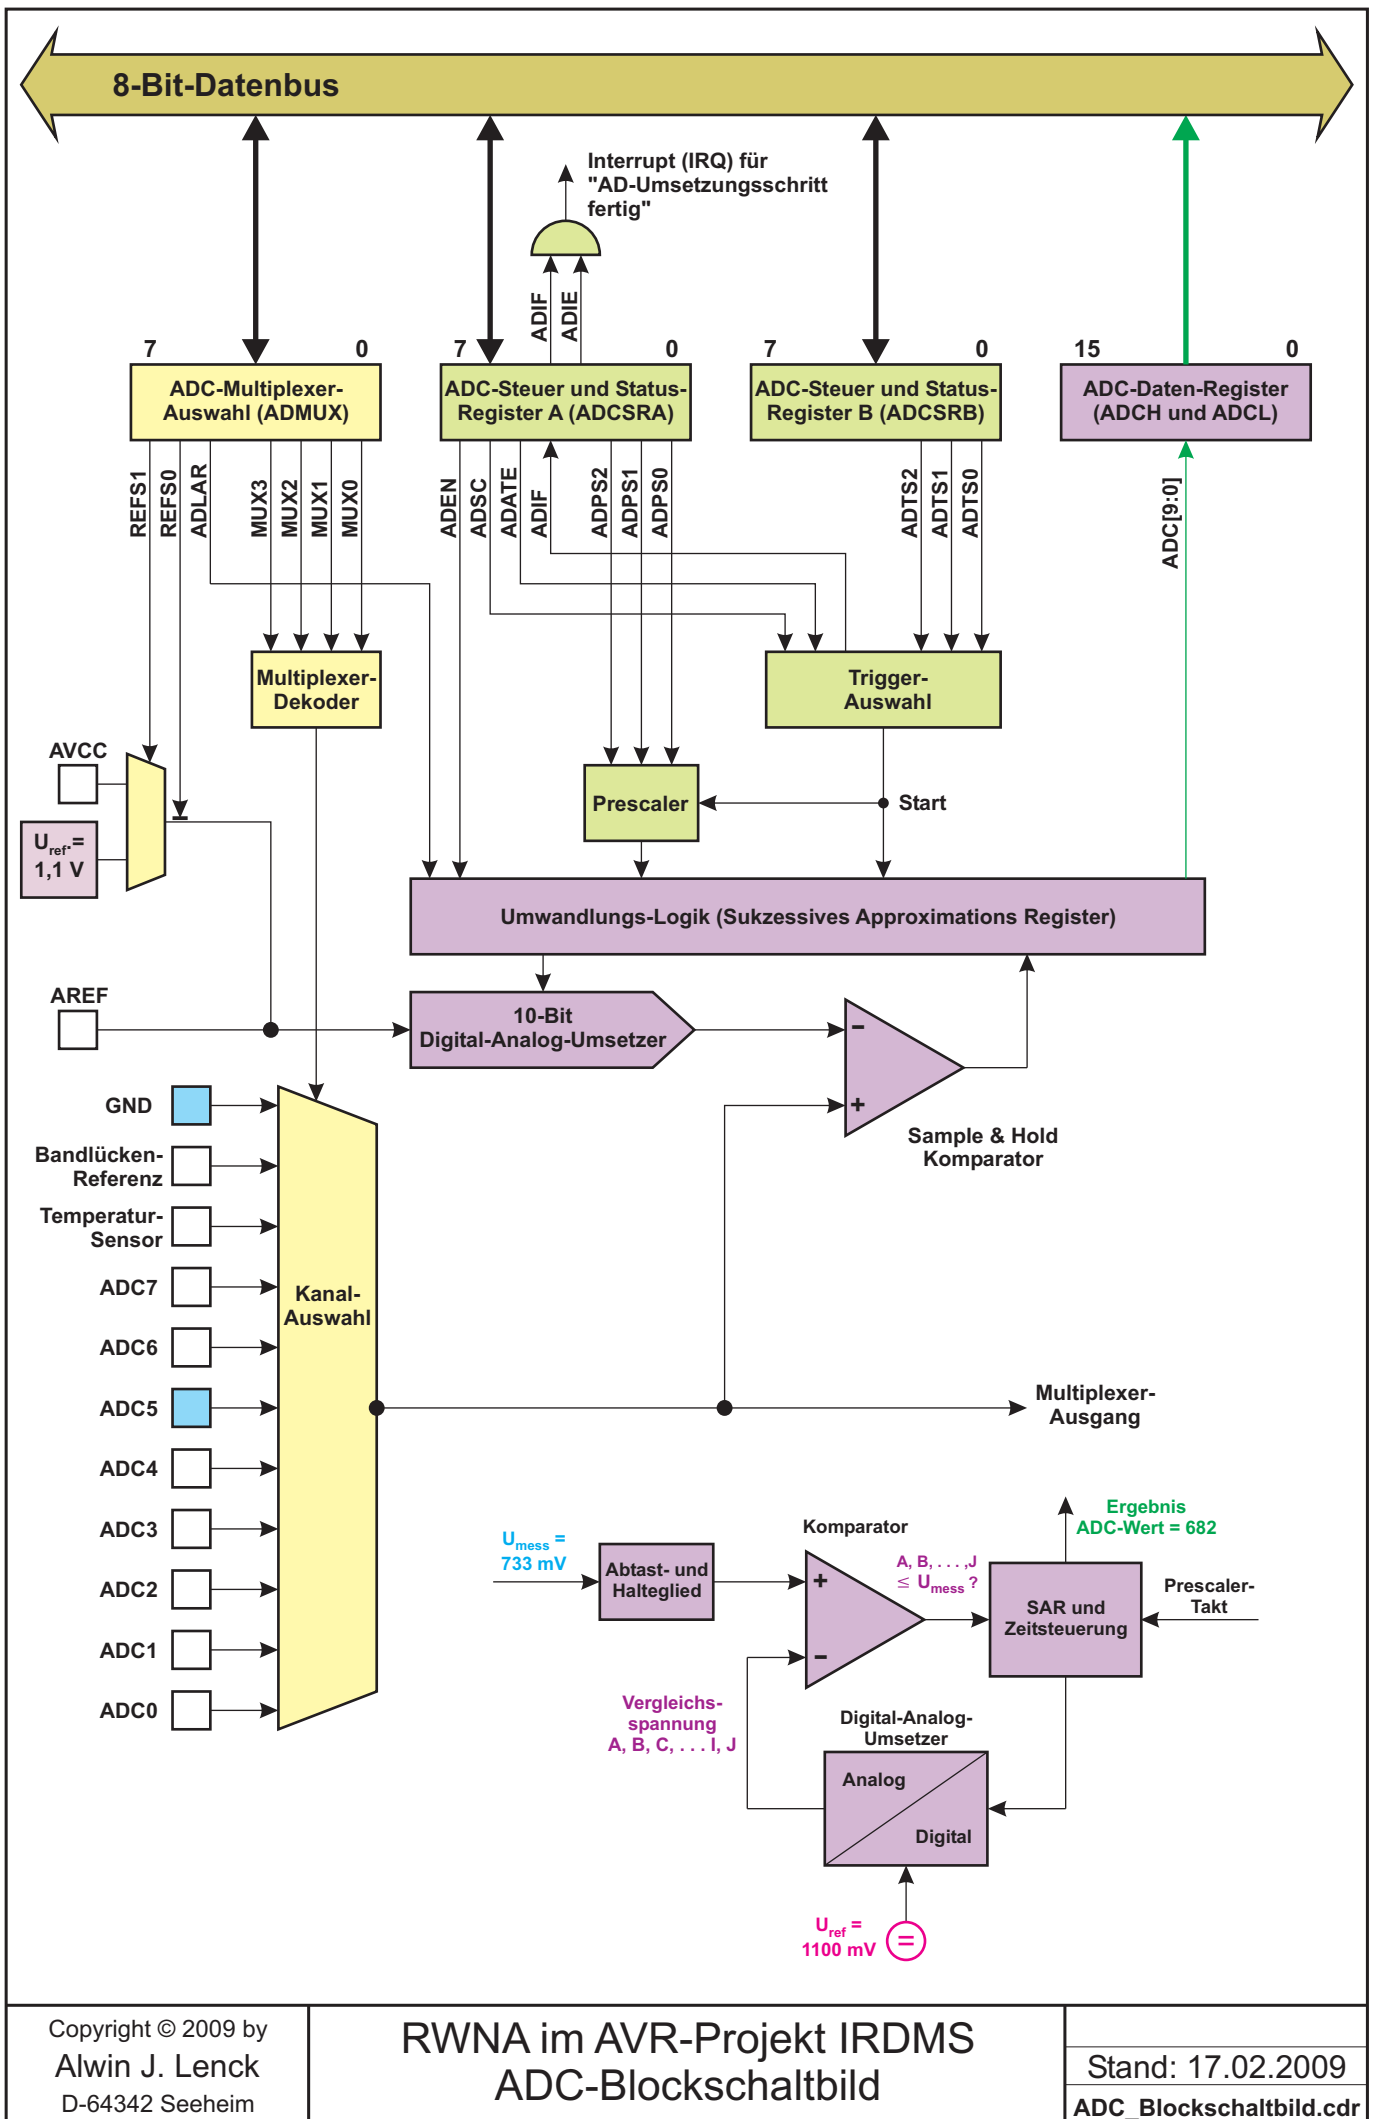 8-Bit-Datenbus
Interrupt (IRQ) für
"AD-Umsetzungsschritt
fertig"
ADIF
ADIE
7
0
7
0
7
0
15
0
ADC-Multiplexer-
Auswahl (ADMUX)
ADC-Steuer und Status-
Register A (ADCSRA)
ADC-Steuer und Status-
Register B (ADCSRB)
ADC-Daten-Register
(ADCH und ADCL)
REFS1
REFS0
ADLAR
MUX3
MUX2
MUX1
MUX0
ADEN
ADSC
ADATE
ADIF
ADPS2
ADPS1
ADPS0
ADTS2
ADTS1
ADTS0
ADC[9:0]
Multiplexer-
Dekoder
Trigger-
Auswahl
AVCC
Prescaler
Start
Uref.=
1,1 V
Umwandlungs-Logik (Sukzessives Approximations Register)
AREF
10-Bit
Digital-Analog-Umsetzer
−
+
Sample & Hold
Komparator
GND
Bandlücken-
Referenz
Temperatur-
Sensor
ADC7
ADC6
ADC5
ADC4
ADC3
ADC2
ADC1
ADC0
Kanal-
Auswahl
Multiplexer-
Ausgang
Umess =
733 mV
Abtast- und
Halteglied
Komparator
+
−
A, B, . . . ,J
≤ Umess ?
Ergebnis
ADC-Wert = 682
SAR und
Zeitsteuerung
Prescaler-
Takt
Vergleichs-
spannung
A, B, C, . . . I, J
Digital-Analog-
Umsetzer
Analog
Digital
Uref =
1100 mV
=
Copyright © 2009 by
Alwin J. Lenck
D-64342 Seeheim
RWNA im AVR-Projekt IRDMS
ADC-Blockschaltbild
Stand: 17.02.2009
ADC_Blockschaltbild.cdr